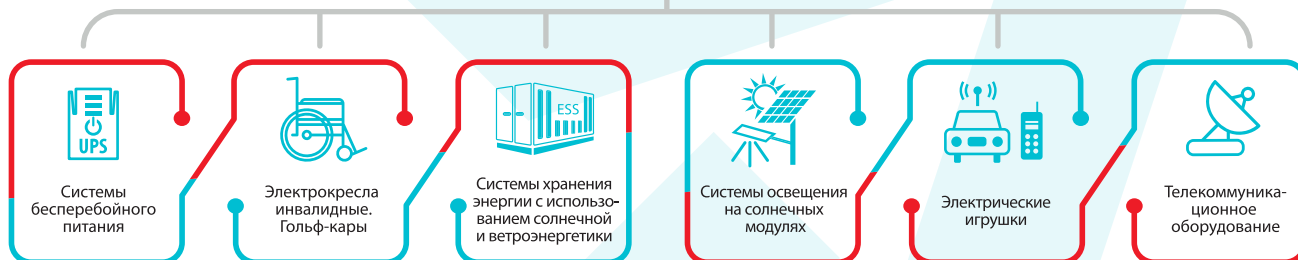 UPS
Системы
бесперебойного
питания
Электрокресла
инвалидные.
Гольф-кары
ESS
Системы хранения
энергии с использо-
ванием солнечной
и ветроэнергетики
Системы освещения
на солнечных
модулях
Электрические
игрушки
Телекоммуника-
ционное
оборудование